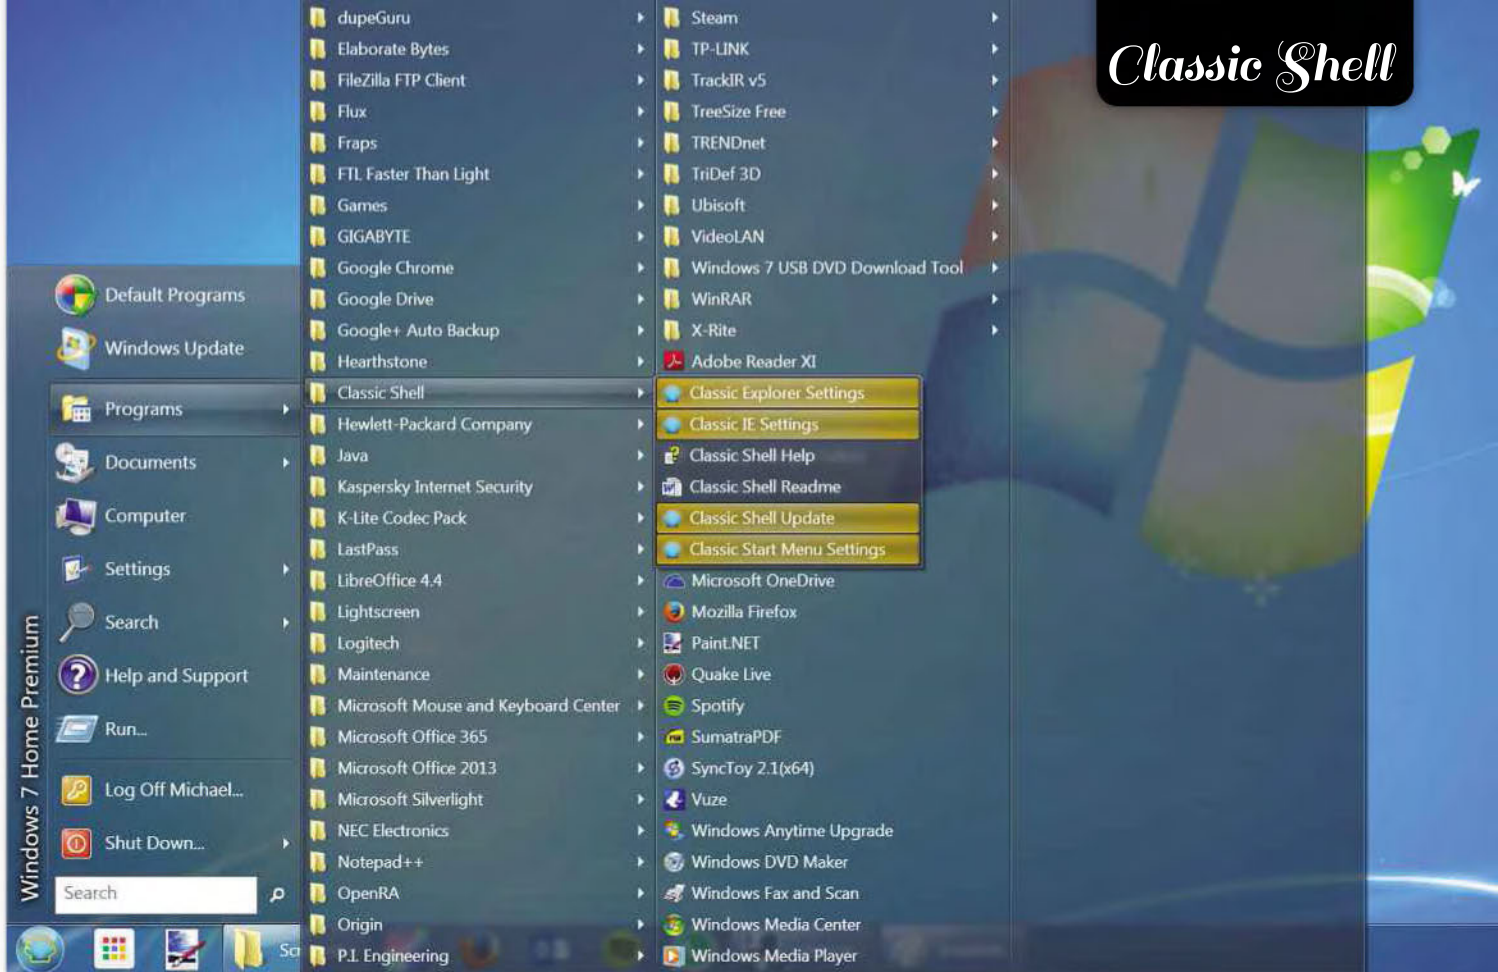 Classic Shell
Default Programs
Windows Update
Programs
Documents
Computer
Settings
Search
Help and Support
Run...
Log Off Michael...
Shut Down...
Search
Windows 7 Home Premium
dupeGuru
Elaborate Bytes
FileZilla FTP Client
Flux
Fraps
FTL Faster Than Light
Games
GIGABYTE
Google Chrome
Google Drive
Google+ Auto Backup
Hearthstone
Classic Shell
Hewlett-Packard Company
Java
Kaspersky Internet Security
K-Lite Codec Pack
LastPass
LibreOffice 4.4
Lightscreen
Logitech
Maintenance
Microsoft Mouse and Keyboard Center
Microsoft Office 365
Microsoft Office 2013
Microsoft Silverlight
NEC Electronics
Notepad++
OpenRA
Origin
P.I. Engineering
Steam
TP-LINK
TrackIR v5
TreeSize Free
TRENDnet
TriDef 3D
Ubisoft
VideoLAN
Windows 7 USB DVD Download Tool
WinRAR
X-Rite
Adobe Reader XI
Classic Explorer Settings
Classic IE Settings
Classic Shell Help
Classic Shell Readme
Classic Shell Update
Classic Start Menu Settings
Microsoft OneDrive
Mozilla Firefox
Paint.NET
Quake Live
Spotify
SumatraPDF
SyncToy 2.1(x64)
Vuze
Windows Anytime Upgrade
Windows DVD Maker
Windows Fax and Scan
Windows Media Center
Windows Media Player